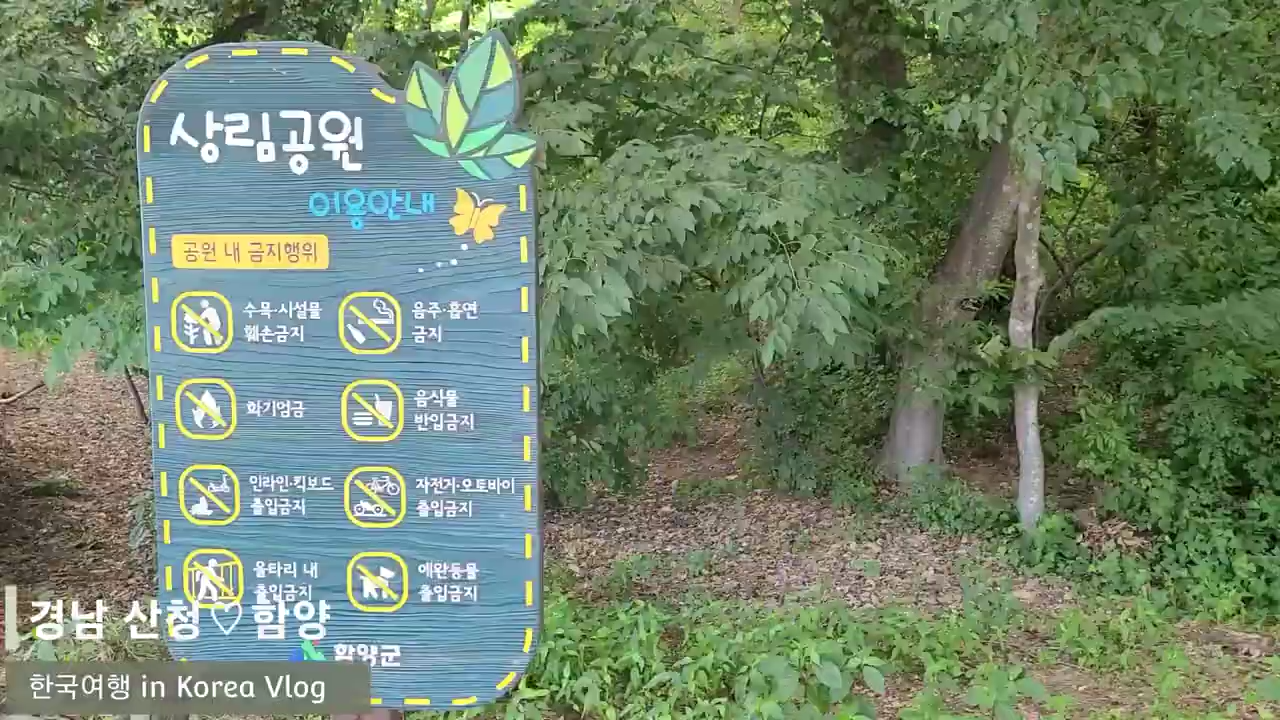 상림공원
이용안내
공원 내 금지행위
수목·시설물
훼손금지
음주·흡연
금지
화기엄금
음식물
반입금지
인라인·킥보드
출입금지
자전거·오토바이
출입금지
울타리 내
출입금지
애완동물
출입금지
함양군
경남 산청♡함양
한국여행 in Korea Vlog